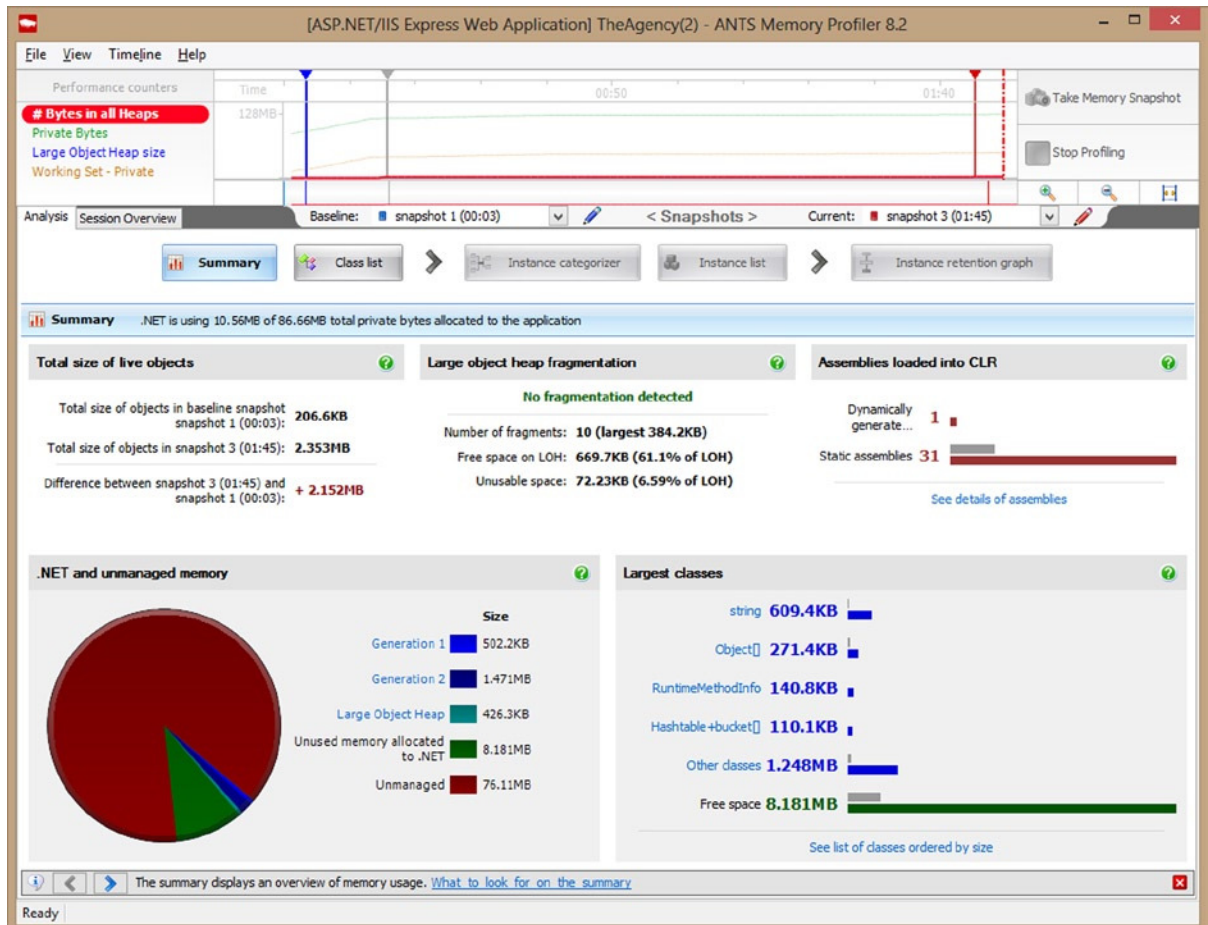 [ASP.NET/IIS Express Web Application] TheAgency(2) - ANTS Memory Profiler 8.2
File View Timeline Help
Performance counters
# Bytes in all Heaps
Private Bytes
Large Object Heap size
Working Set - Private
Time
00:50
01:40
128MB
Take Memory Snapshot
Stop Profiling
Analysis Session Overview
Baseline: snapshot 1 (00:03)
< Snapshots >
Current: snapshot 3 (01:45)
Summary
Class list
Instance categorizer
Instance list
Instance retention graph
Summary .NET is using 10.56MB of 86.66MB total private bytes allocated to the application
Total size of live objects
Total size of objects in baseline snapshot
snapshot 1 (00:03): 206.6KB
Total size of objects in snapshot 3 (01:45): 2.353MB
Difference between snapshot 3 (01:45) and
snapshot 1 (00:03): + 2.152MB
Large object heap fragmentation
No fragmentation detected
Number of fragments: 10 (largest 384.2KB)
Free space on LOH: 669.7KB (61.1% of LOH)
Unusable space: 72.23KB (6.59% of LOH)
Assemblies loaded into CLR
Dynamically
generate... 1
Static assemblies 31
See details of assemblies
.NET and unmanaged memory
Size
Generation 1 502.2KB
Generation 2 1.471MB
Large Object Heap 426.3KB
Unused memory allocated
to .NET 8.181MB
Unmanaged 76.11MB
Largest classes
string 609.4KB
Object[] 271.4KB
RuntimeMethodInfo 140.8KB
Hashtable+bucket[] 110.1KB
Other classes 1.248MB
Free space 8.181MB
See list of classes ordered by size
The summary displays an overview of memory usage. What to look for on the summary
Ready